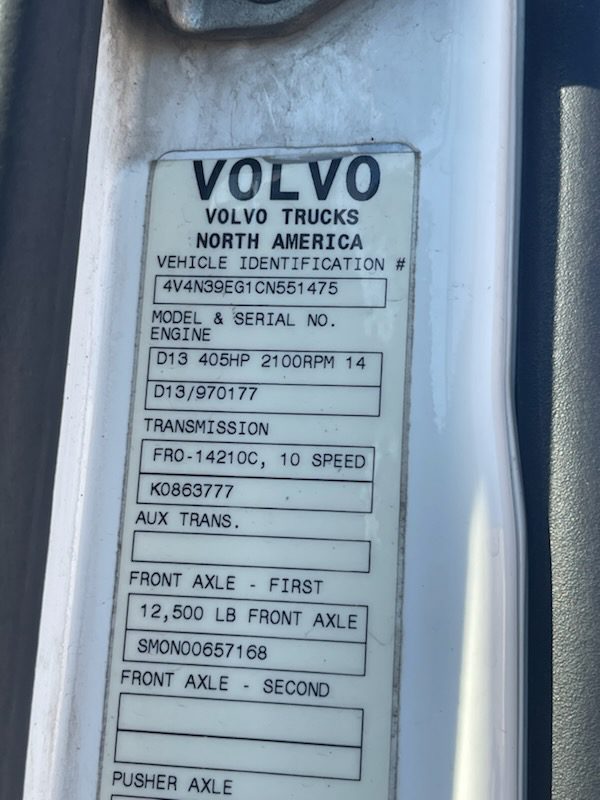 VOLVO
VOLVO TRUCKS
NORTH AMERICA
VEHICLE IDENTIFICATION #
4V4N39EG1CN551475
MODEL & SERIAL NO.
ENGINE
D13 405HP 2100RPM 14
D13/970177
TRANSMISSION
FRO-14210C, 10 SPEED
K0863777
AUX TRANS.
FRONT AXLE - FIRST
12,500 LB FRONT AXLE
SMON00657168
FRONT AXLE - SECOND
PUSHER AXLE